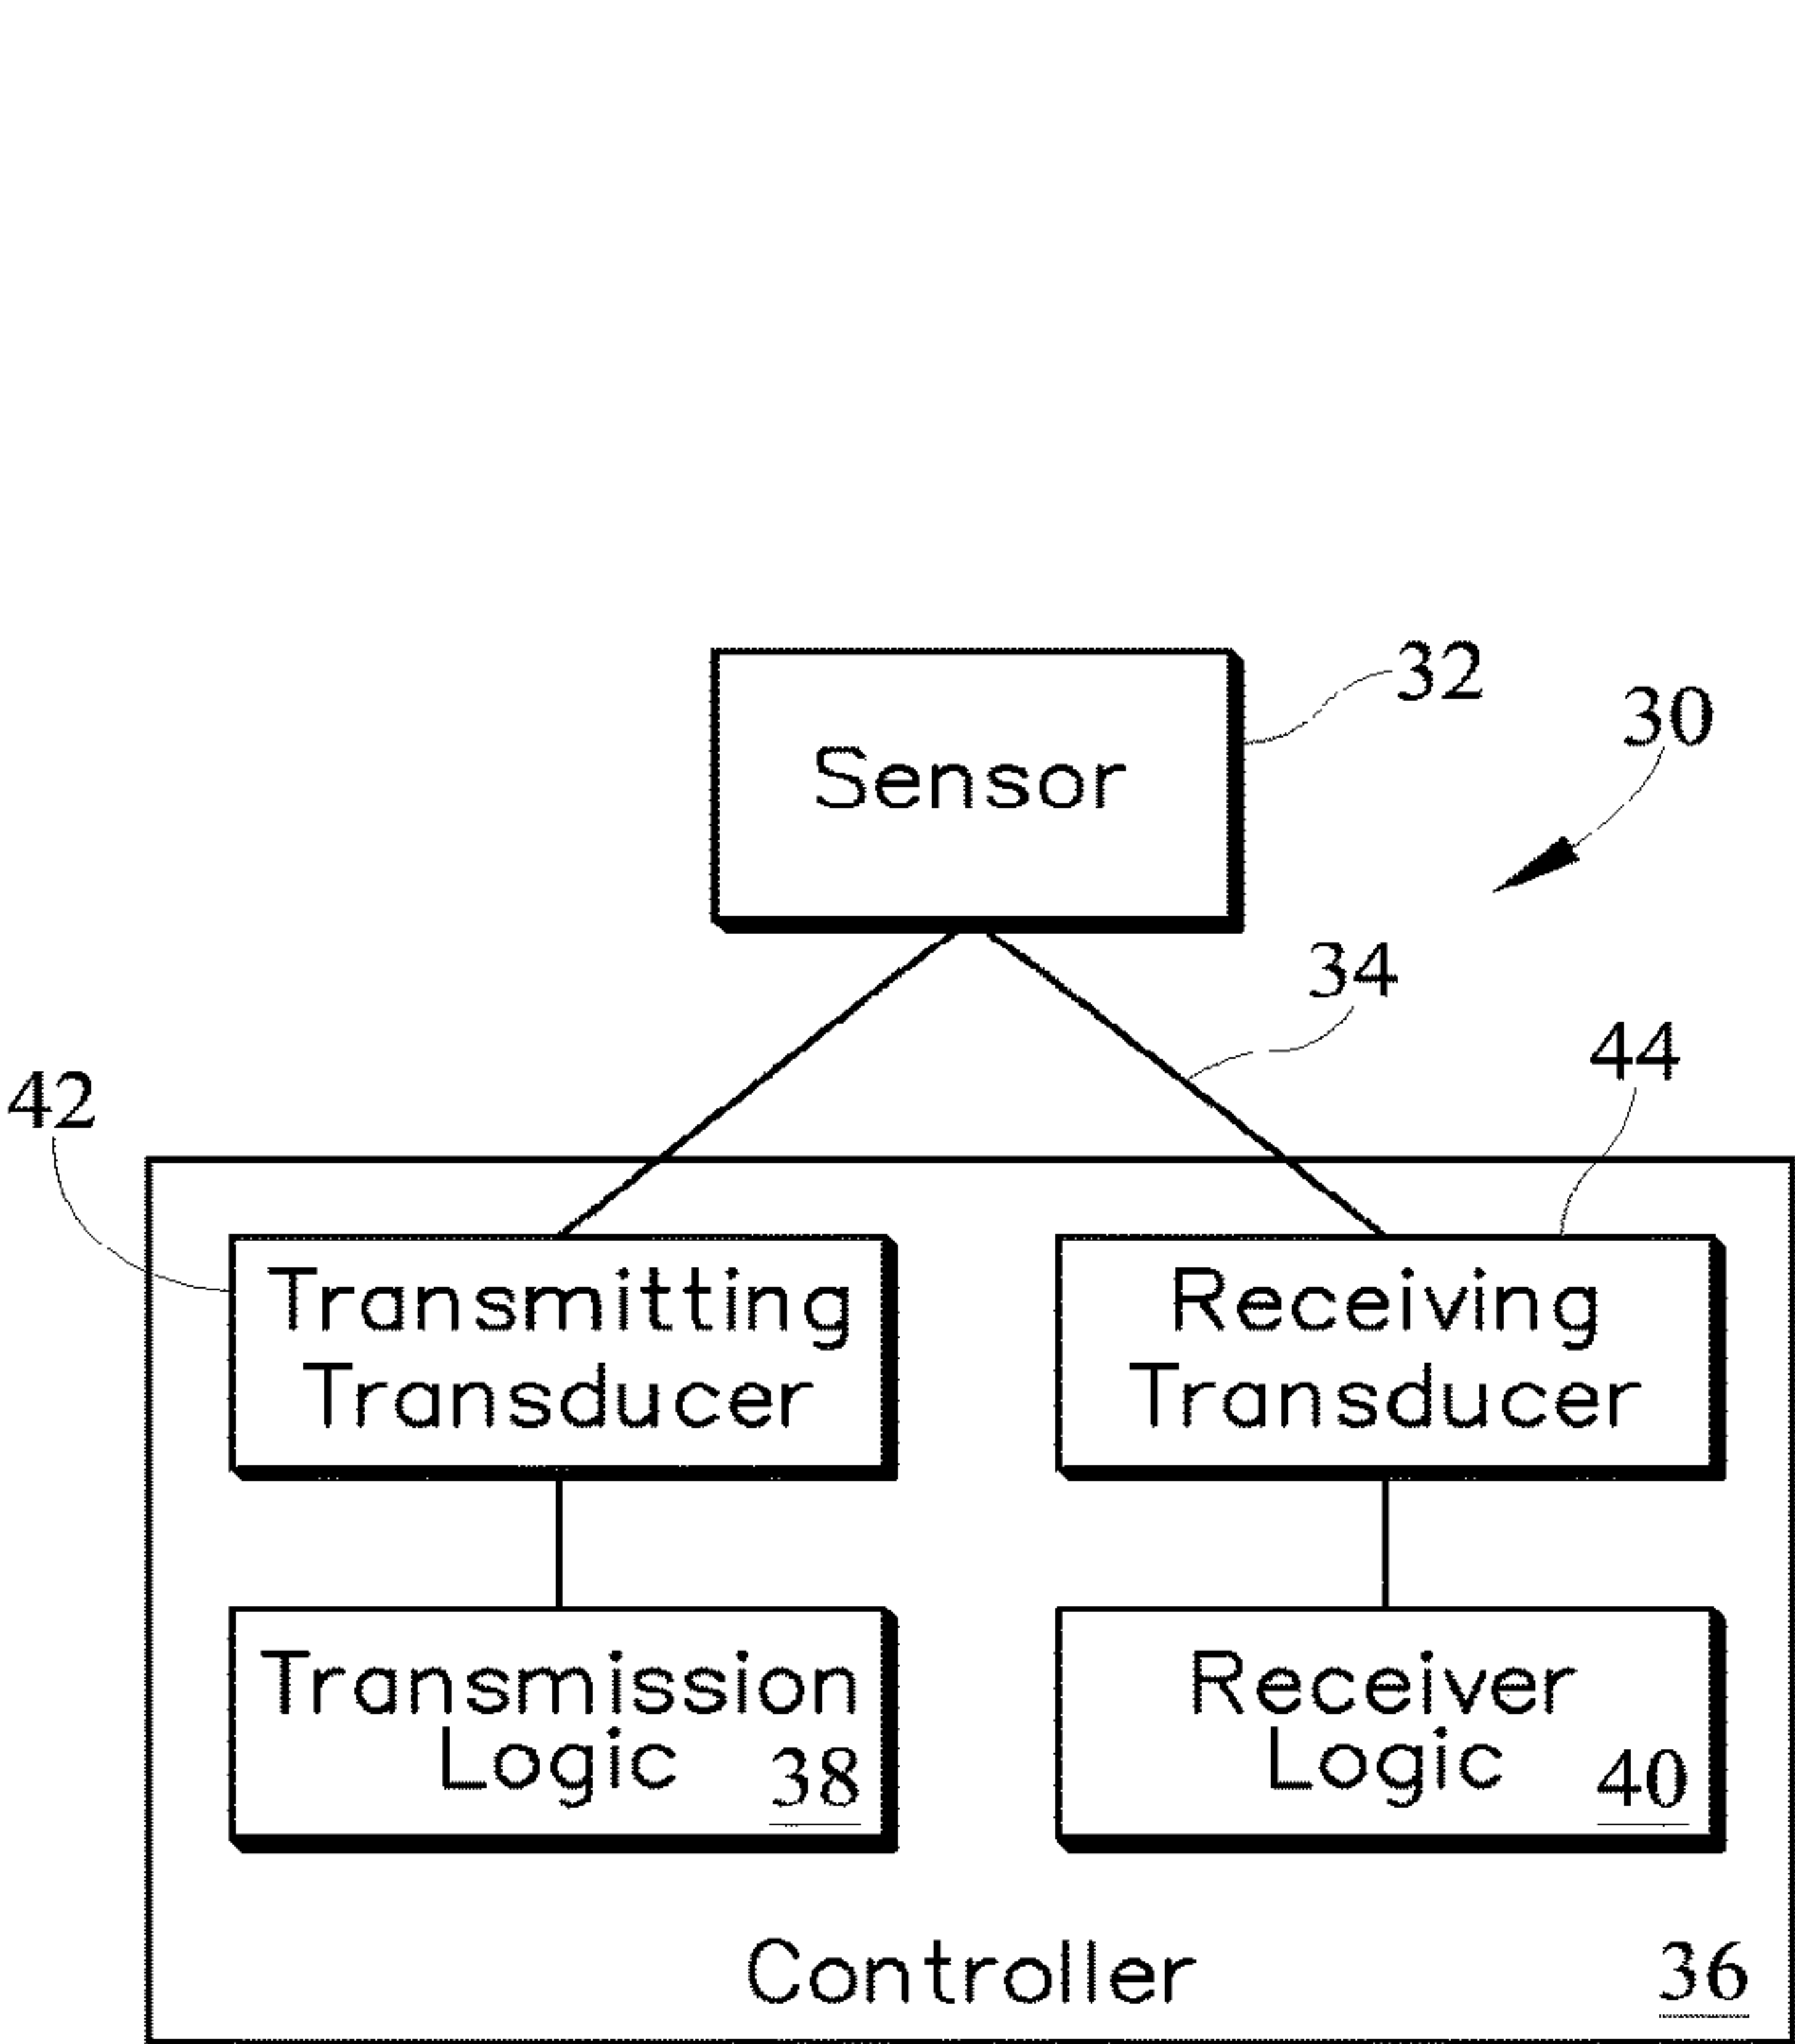 32
30
Sensor
34
44
42
Transmitting
Transducer
Receiving
Transducer
Transmission
Logic
38
Receiver
Logic
40
Controller
36